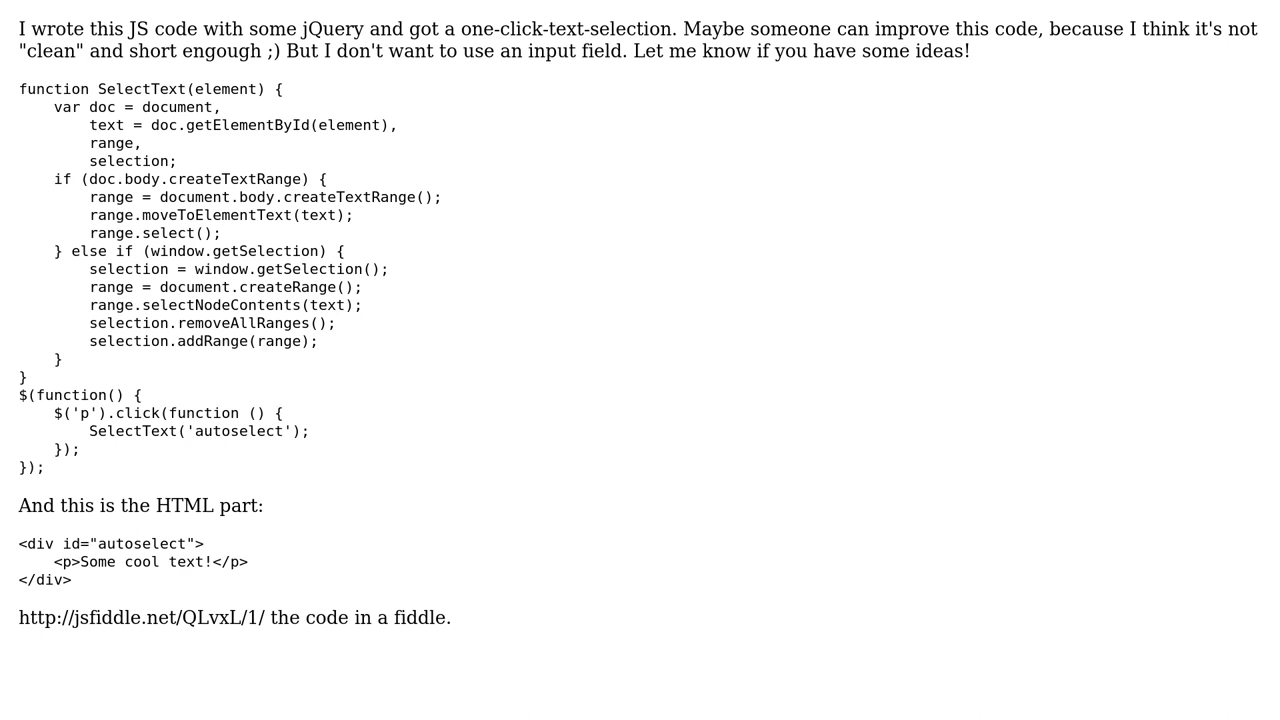 I wrote this JS code with some jQuery and got a one-click-text-selection. Maybe someone can improve this code, because I think it's not
"clean" and short engough ;) But I don't want to use an input field. Let me know if you have some ideas!
function SelectText(element) {
    var doc = document,
        text = doc.getElementById(element),
        range,
        selection;
    if (doc.body.createTextRange) {
        range = document.body.createTextRange();
        range.moveToElementText(text);
        range.select();
    } else if (window.getSelection) {
        selection = window.getSelection();
        range = document.createRange();
        range.selectNodeContents(text);
        selection.removeAllRanges();
        selection.addRange(range);
    }
}
$(function() {
    $('p').click(function () {
        SelectText('autoselect');
    });
});
And this is the HTML part:
<div id="autoselect">
    <p>Some cool text!</p>
</div>
http://jsfiddle.net/QLvxL/1/ the code in a fiddle.